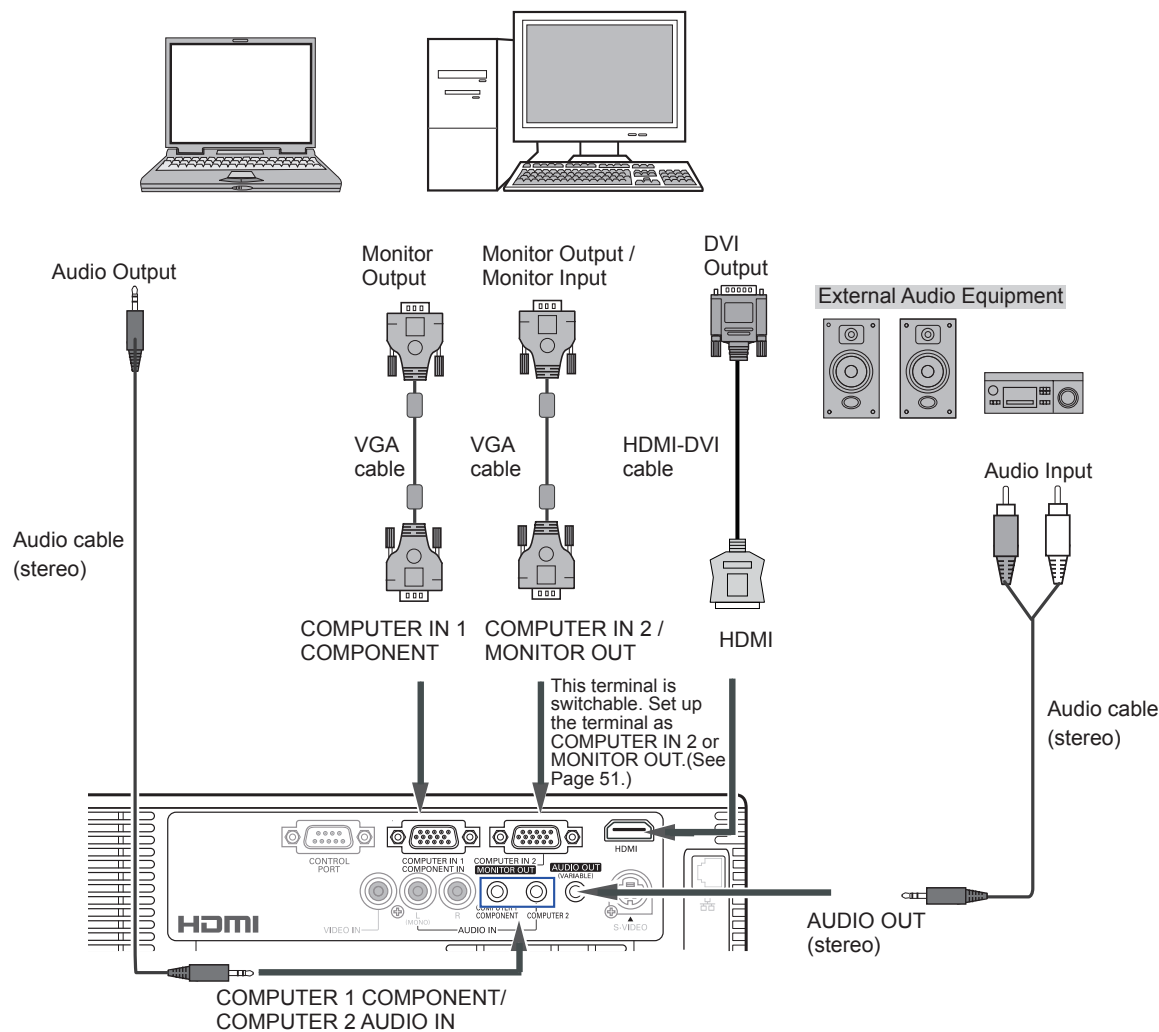 Audio Output
Monitor
Output
Monitor Output /
Monitor Input
DVI
Output
External Audio Equipment
VGA
cable
VGA
cable
HDMI-DVI
cable
Audio Input
Audio cable
(stereo)
COMPUTER IN 1
COMPONENT
COMPUTER IN 2 /
MONITOR OUT
HDMI
This terminal is
switchable. Set up
the terminal as
COMPUTER IN 2 or
MONITOR OUT.(See
Page 51.)
Audio cable
(stereo)
CONTROL
PORT
COMPUTER IN 1
COMPONENT IN
COMPUTER IN 2
MONITOR OUT
AUDIO OUT
(VARIABLE)
HDMI
HDMI
VIDEO IN
L
(MONO)
R
AUDIO IN
COMPUTER 1
COMPONENT
COMPUTER 2
S-VIDEO
AUDIO OUT
(stereo)
COMPUTER 1 COMPONENT/
COMPUTER 2 AUDIO IN